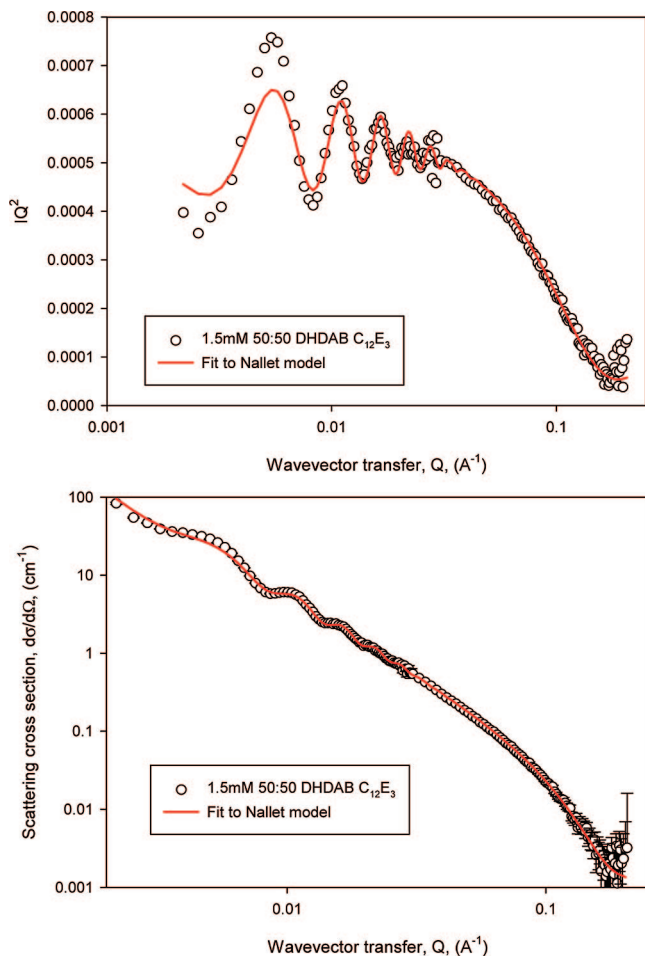 0.0008
0.0007
0.0006
0.0005
0.0004
0.0003
0.0002
0.0001
0.0000
IQ²
1.5mM 50:50 DHDAB C₁₂E₃
Fit to Nallet model
0.001
0.01
0.1
Wavevector transfer, Q, (A⁻¹)
100
10
1
0.1
0.01
0.001
Scattering cross section, dσ/dΩ, (cm⁻¹)
1.5mM 50:50 DHDAB C₁₂E₃
Fit to Nallet model
0.01
0.1
Wavevector transfer, Q, (A⁻¹)